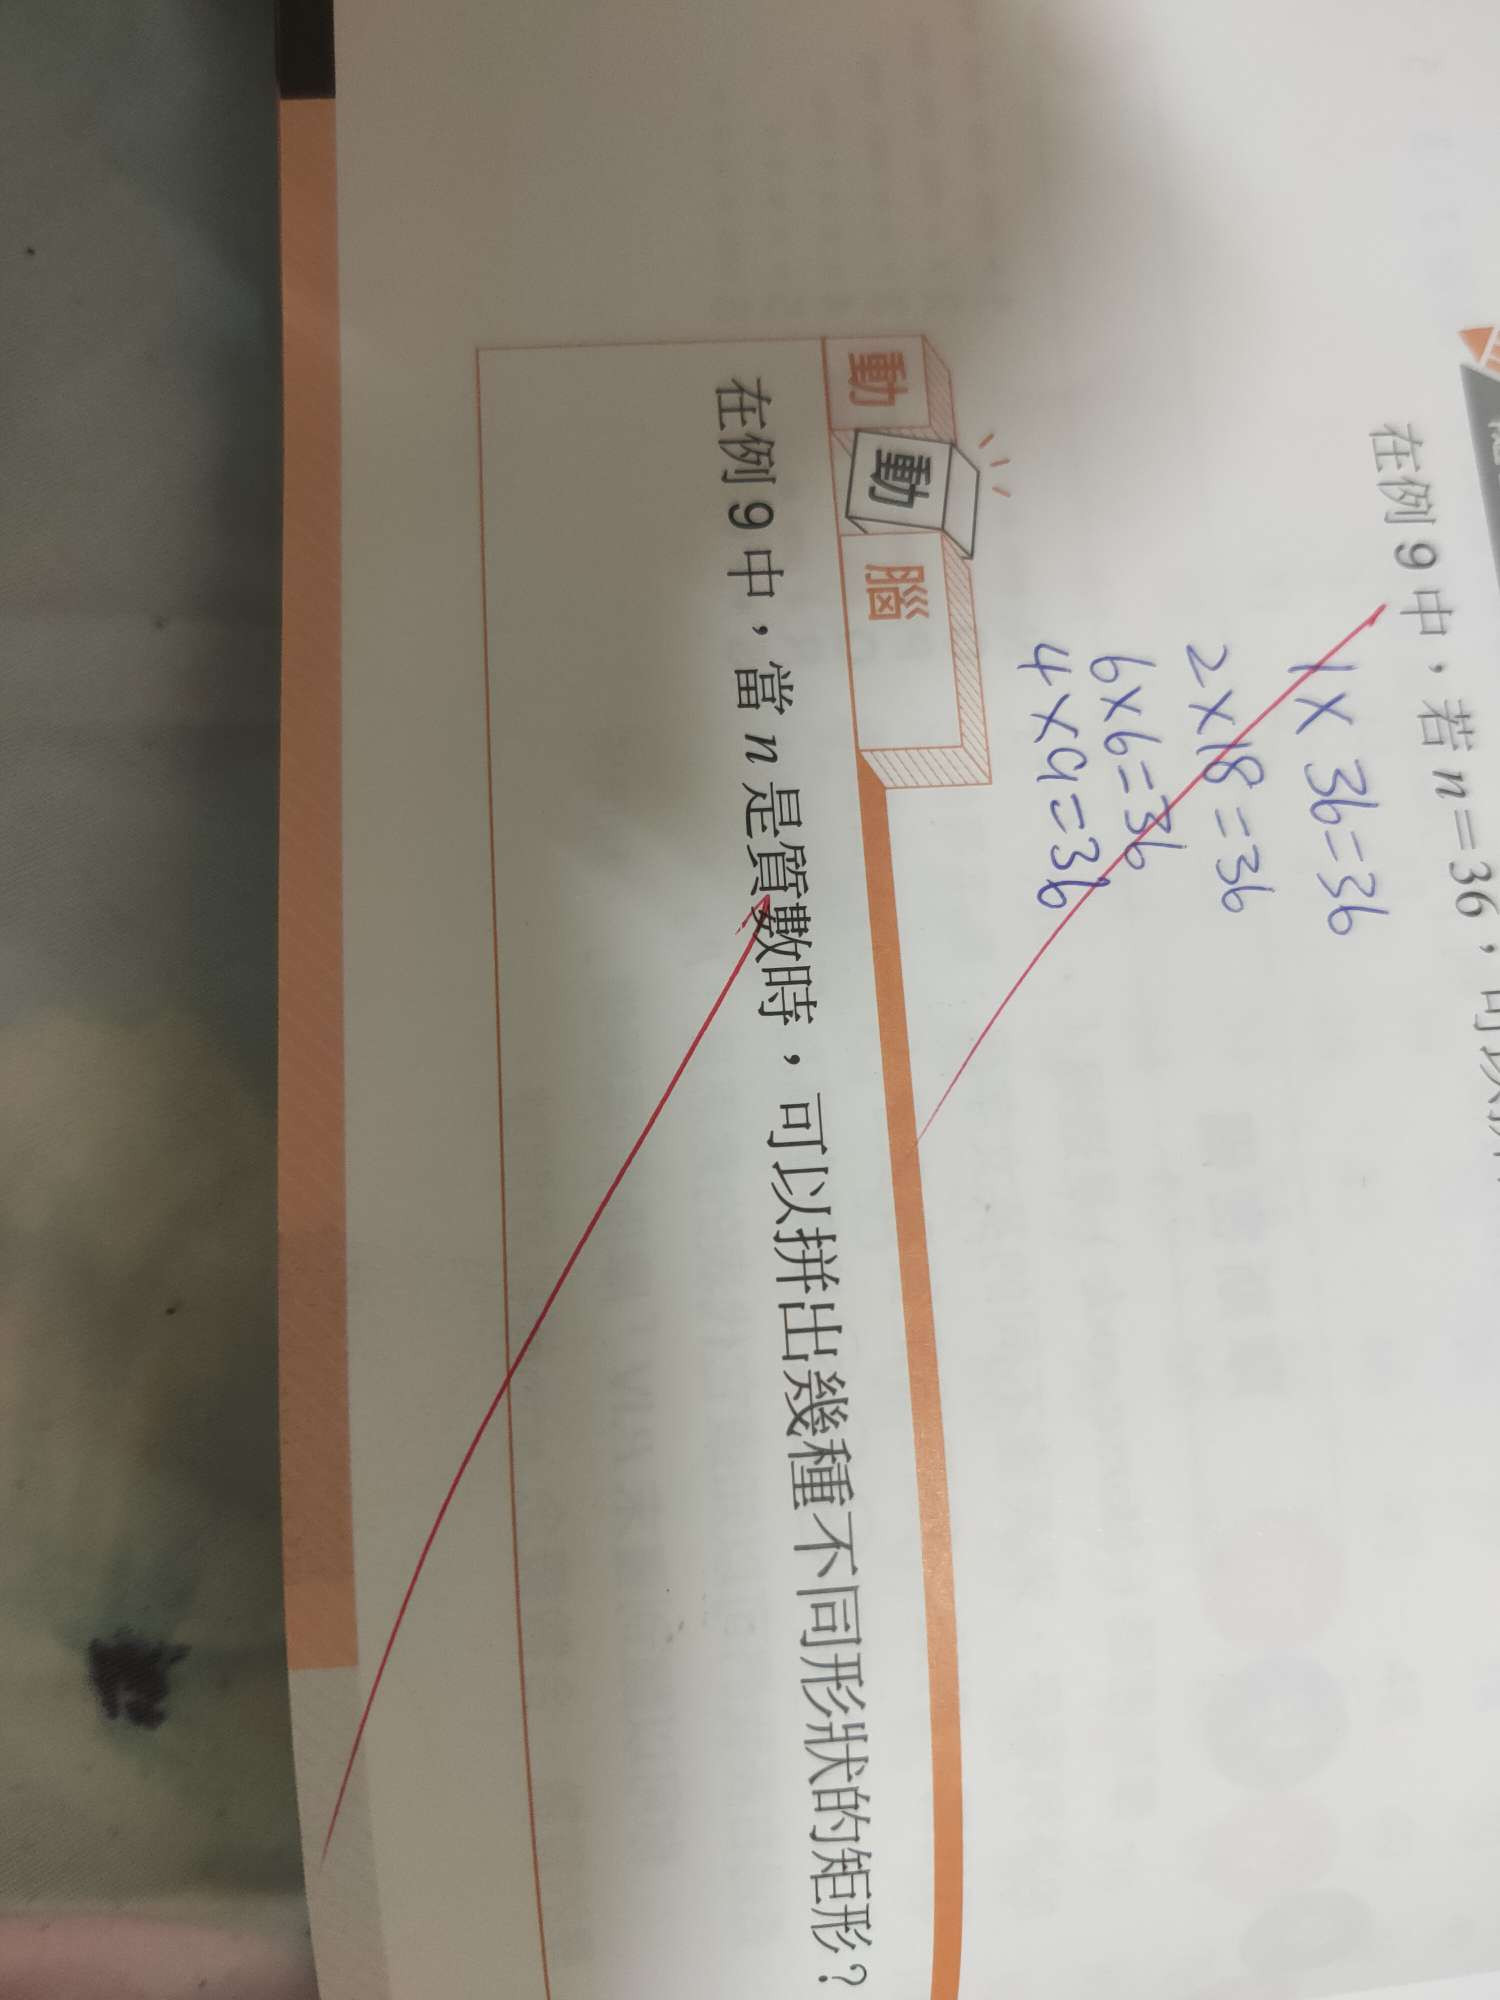 在例 9 中，若 n＝36，可以
1 × 36＝36
2 × 18＝36
6×6＝36
4×9＝36
動動腦
在例 9 中，當 n 是質數時，可以拼出幾種不同形狀的矩形？